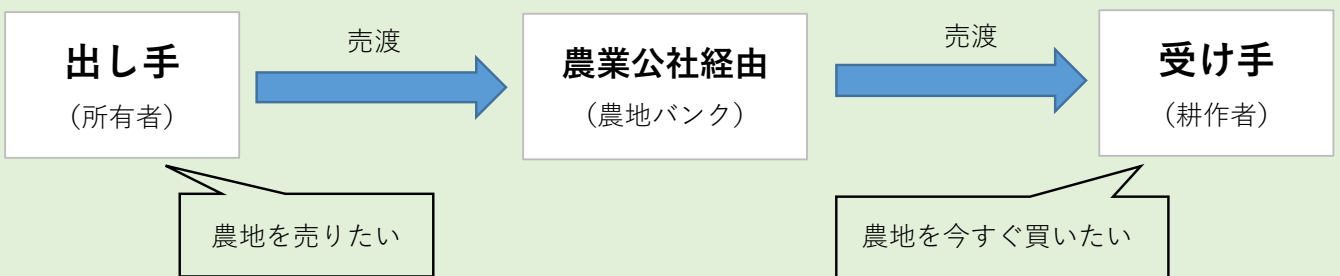 出し手
（所有者）
売渡
農業公社経由
（農地バンク）
売渡
受け手
（耕作者）
農地を売りたい
農地を今すぐ買いたい